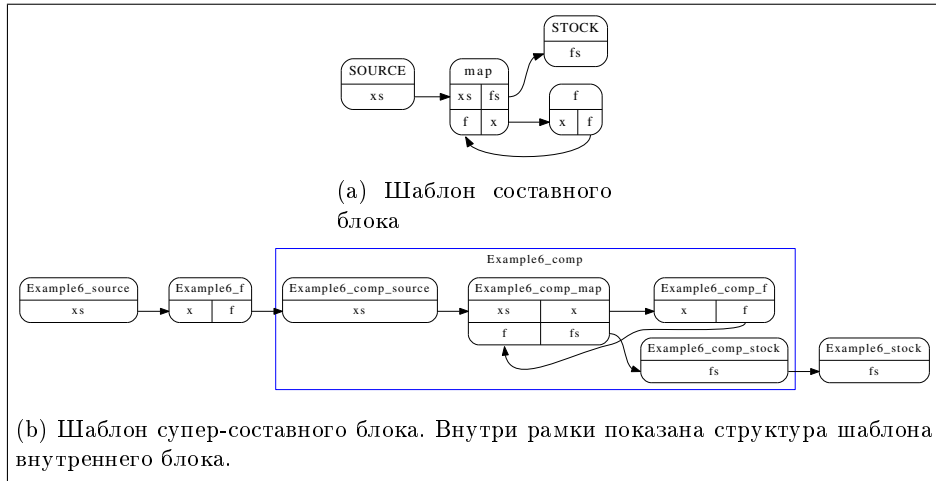 STOCK
fs
SOURCE
xs
map
xs fs
f x
f
x f
(a) Шаблон составного
блока
Example6_comp
Example6_source
xs
Example6_f
x f
Example6_comp_source
xs
Example6_comp_map
xs x
f fs
Example6_comp_f
x f
Example6_comp_stock
fs
Example6_stock
fs
(b) Шаблон супер-составного блока. Внутри рамки показана структура шаблона
внутреннего блока.